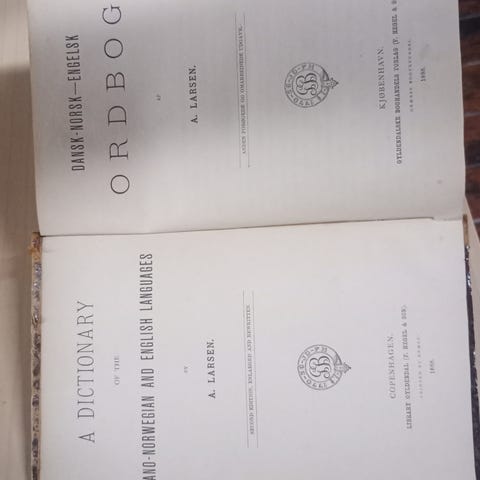 DANSK-NORSK—ENGELSK
ORDBOG
AF
A. LARSEN.
ANDEN FORØGEDE OG OMARBEIDEDE UDGAVE.
KJØBENHAVN.
GYLDENDALSKE BOGHANDELS FORLAG (F. HEGEL & S
1888.
A DICTIONARY
OF THE
ANO-NORWEGIAN AND ENGLISH LANGUAGES
BY
A. LARSEN.
SECOND EDITION, ENLARGED AND REWRITTEN.
COPENHAGEN.
LIBRARY GYLDENDAL (F. HEGEL & SON).
1888.